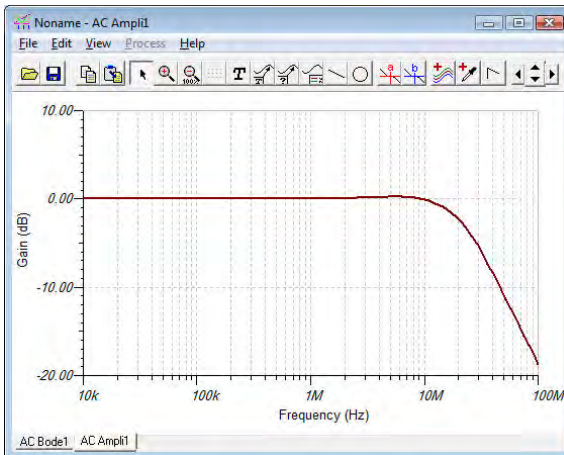 Noname - AC Ampli1
File Edit View Process Help
100%
T
a
b
10.00
0.00
-10.00
-20.00
Gain (dB)
10k 100k 1M 10M 100M
Frequency (Hz)
AC Bode1 AC Ampli1